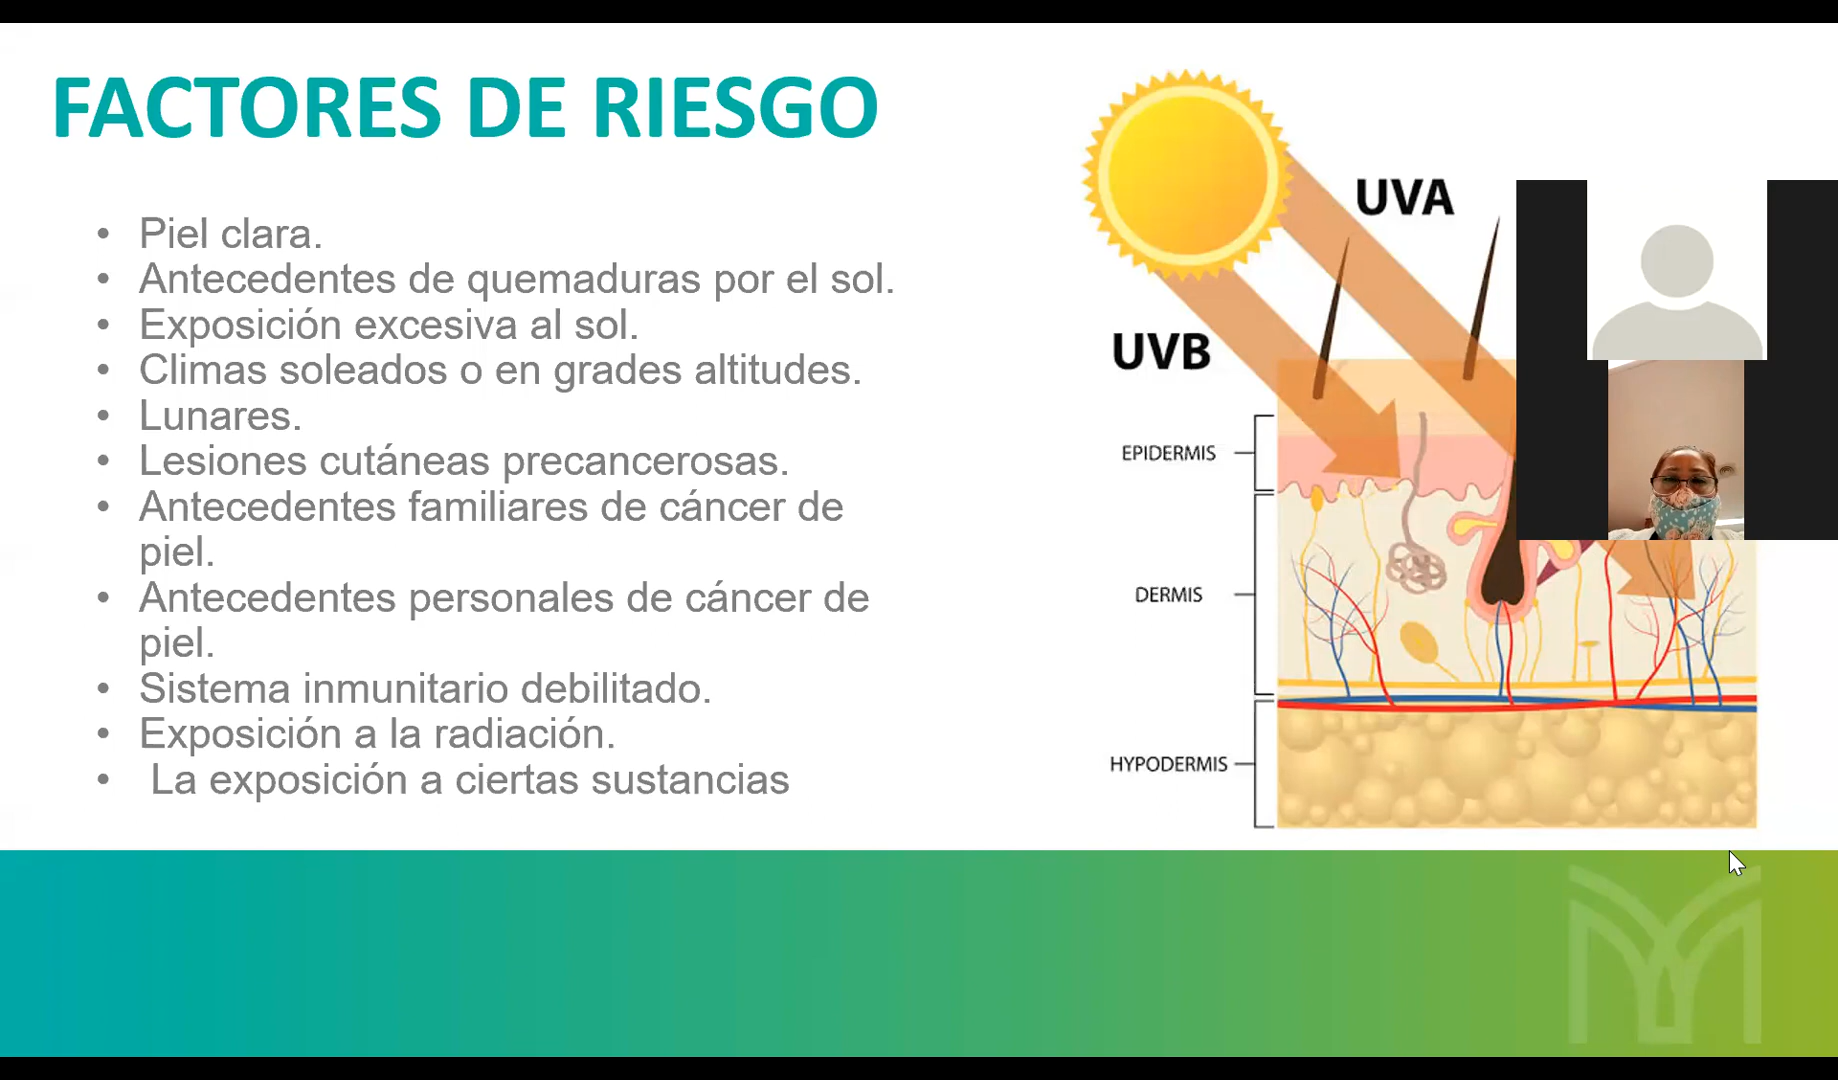 FACTORES DE RIESGO
• Piel clara.
• Antecedentes de quemaduras por el sol.
• Exposición excesiva al sol.
• Climas soleados o en grades altitudes.
• Lunares.
• Lesiones cutáneas precancerosas.
• Antecedentes familiares de cáncer de
piel.
• Antecedentes personales de cáncer de
piel.
• Sistema inmunitario debilitado.
• Exposición a la radiación.
• La exposición a ciertas sustancias
UVA
UVB
EPIDERMIS
DERMIS
HYPODERMIS